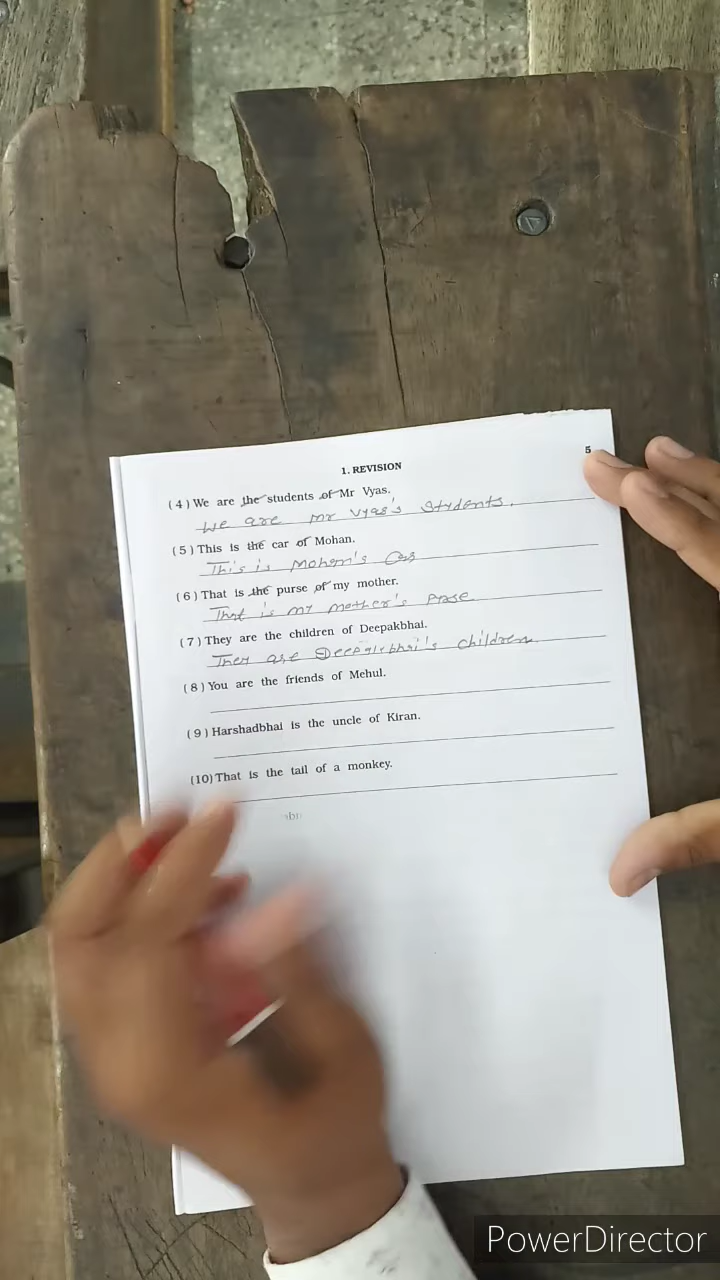 1. REVISION
5
(4) We are the students of Mr Vyas.
We are mr Vyas's students.
(5) This is the car of Mohan.
This is Mohan's Car
(6) That is the purse of my mother.
That is my mother's
(7) They are the children of Deepakbhai.
They are Deepakbhai's children
(8) You are the friends of Mehul.
(9) Harshadbhai is the uncle of Kiran.
(10) That is the tail of a monkey.
PowerDirector